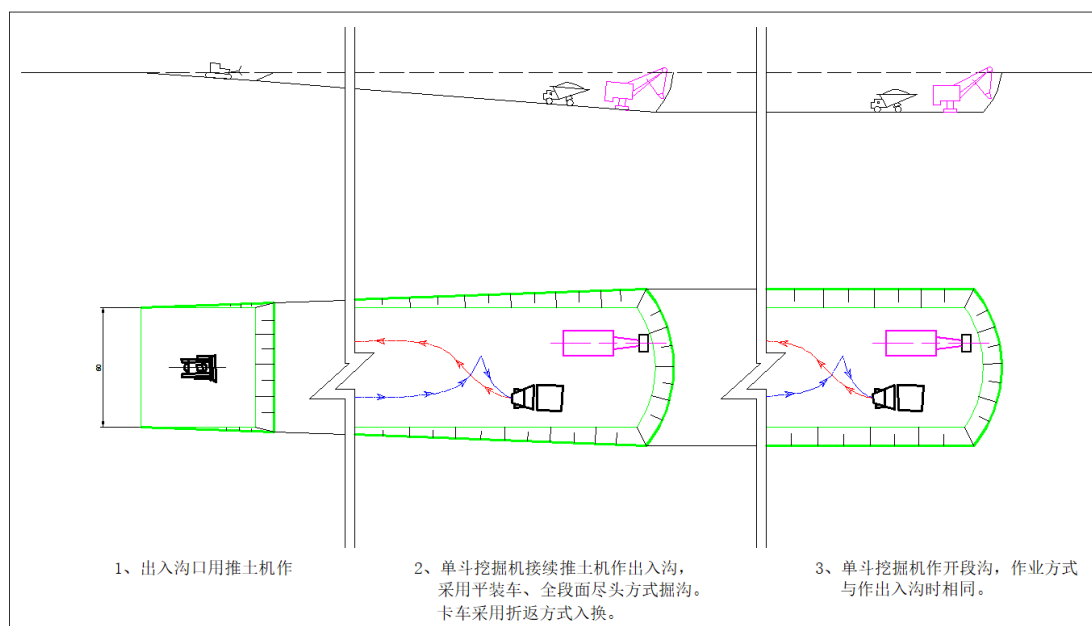 60
1、出入沟口用推土机作
2、单斗挖掘机接续推土机作出入沟，
采用平装车、全段面尽头方式掘沟。
卡车采用折返方式入换。
3、单斗挖掘机作开段沟，作业方式
与作出入沟时相同。